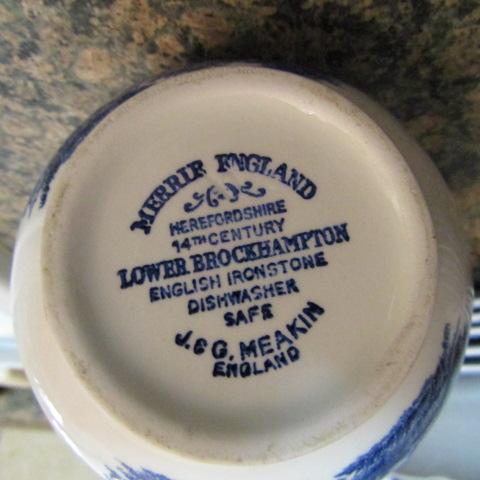 MERRIE ENGLAND
HEREFORDSHIRE
14TH CENTURY
LOWER BROCKHAMPTON
ENGLISH IRONSTONE
DISHWASHER
SAFE
J. & G. MEAKIN
ENGLAND